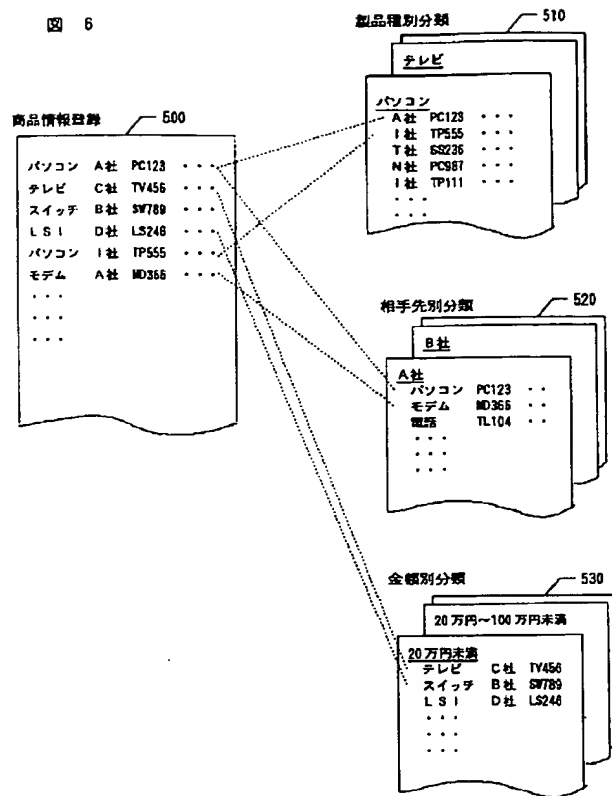 図 6
商品情報登録
500
パソコン A社 PC123 ・・・
テレビ C社 TV456 ・・・
スイッチ B社 SW789 ・・・
LSI D社 LS246 ・・・
パソコン I社 TP555 ・・・
モデム A社 MD366 ・・・
・・・
・・・
・・・
製品種別分類
510
テレビ
パソコン
A社 PC123 ・・・
I社 TP555 ・・・
T社 SS236 ・・・
N社 PC987 ・・・
I社 TP111 ・・・
・・・
・・・
相手先別分類
520
B社
A社
パソコン PC123 ・・
モデム MD366 ・・
電話 TL104 ・・
・・・
・・・
・・・
金額別分類
530
20万円～100万円未満
20万円未満
テレビ C社 TV456
スイッチ B社 SW789
LSI D社 LS246
・・・
・・・
・・・